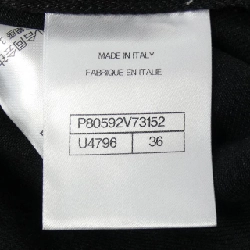 MADE IN ITALY
FABRIQUE EN ITALIE
P80592V73152
U4796 36